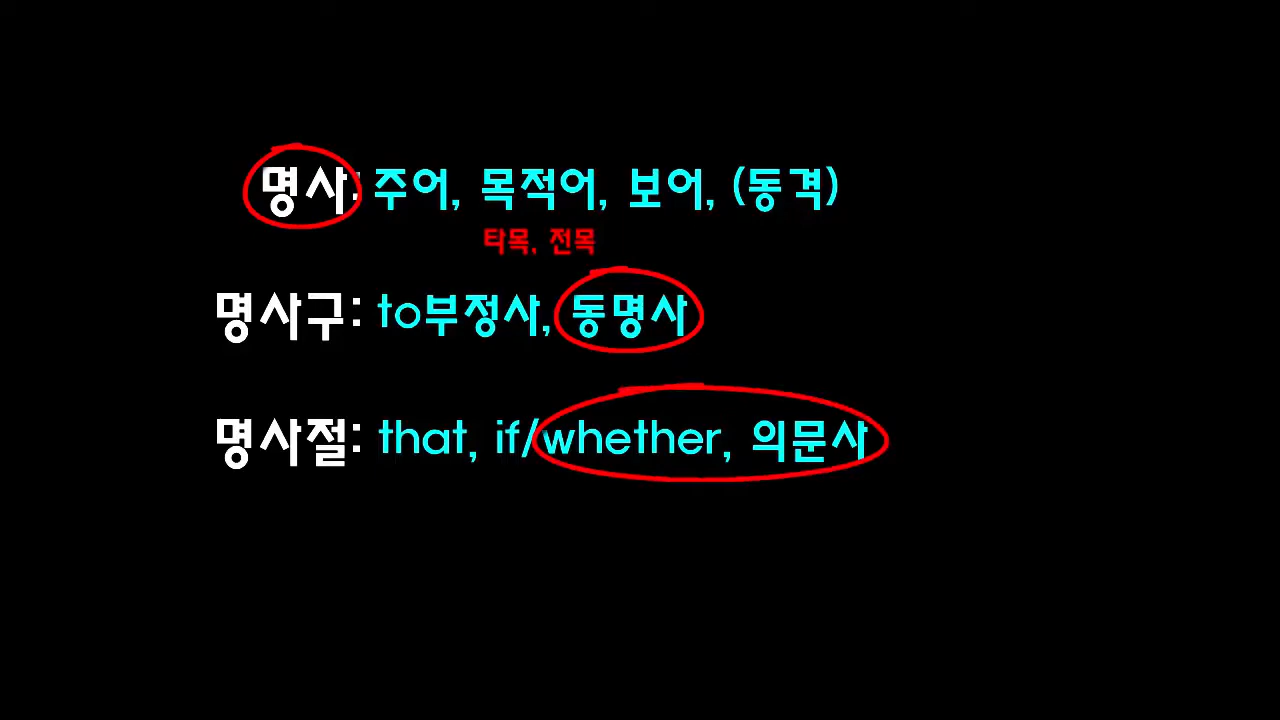 명사: 주어, 목적어, 보어, (동격)
타목, 전목
명사구: to부정사, 동명사
명사절: that, if/whether, 의문사